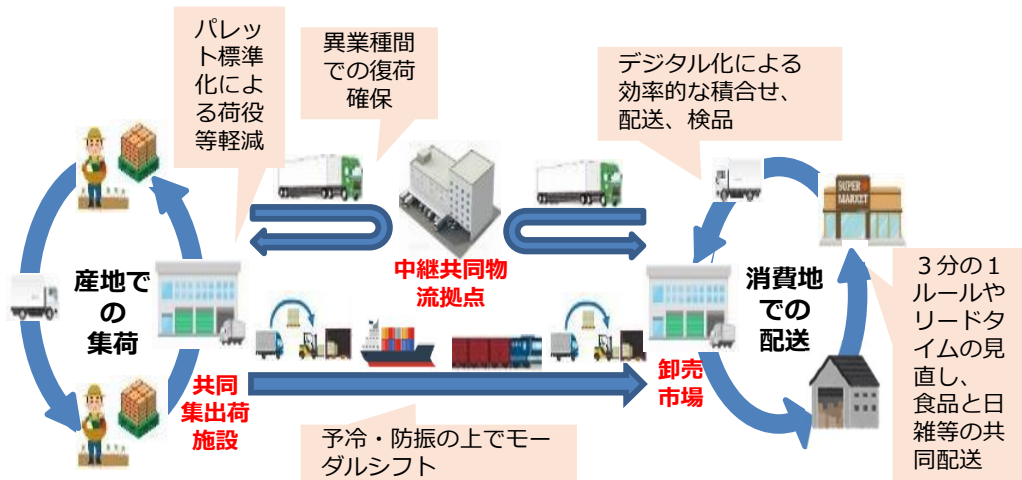 パレッ
ト標準
化によ
る荷役
等軽減
異業種間
での復荷
確保
デジタル化による
効率的な積合せ、
配送、検品
SUPER
MARKET
中継共同物
流拠点
産地で
の
集荷
消費地
での
配送
３分の１
ルールや
リードタ
イムの見
直し、
食品と日
雑等の共
同配送
共同
集出荷
施設
卸売
市場
予冷・防振の上でモー
ダルシフト